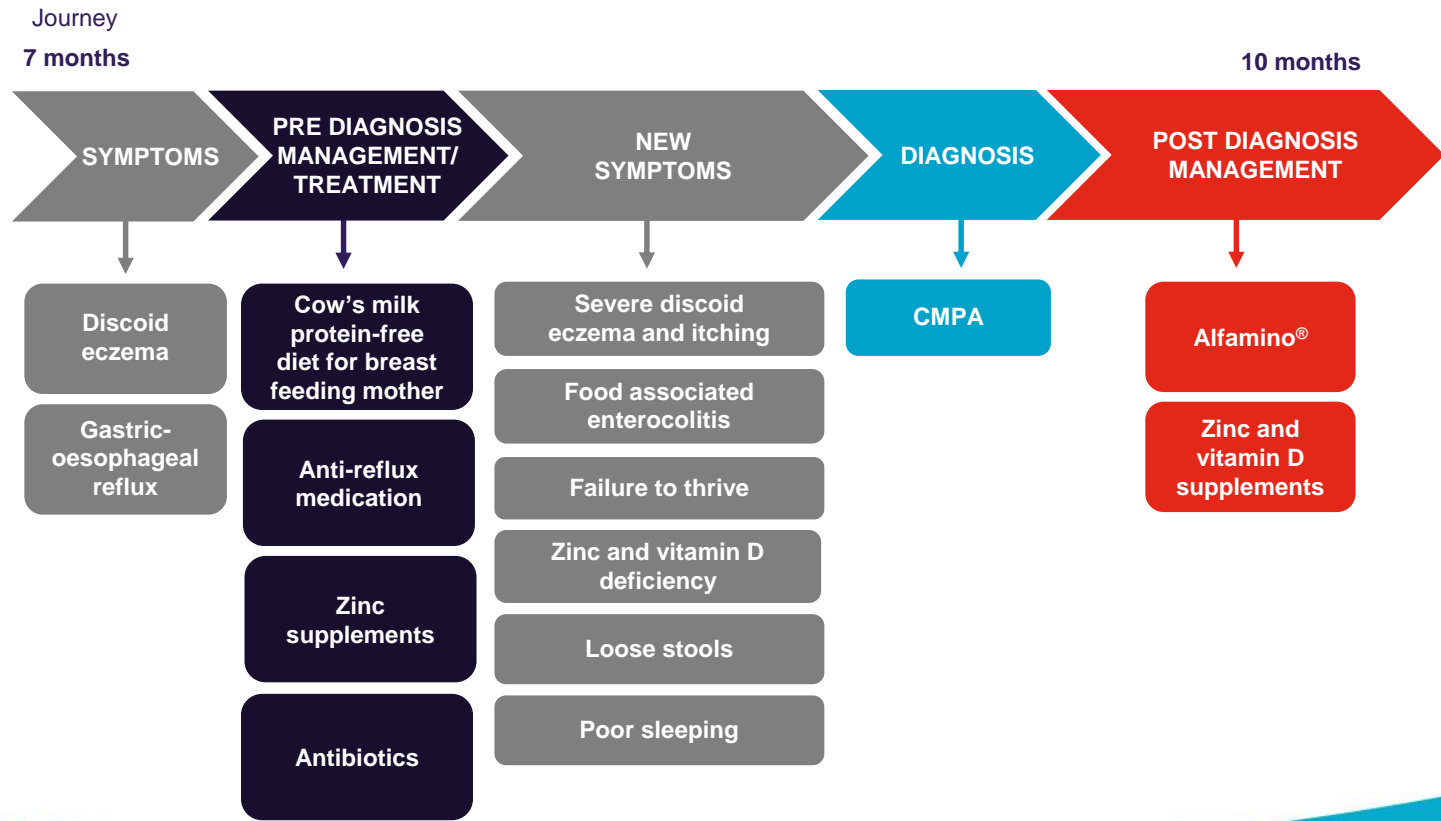 Journey
7 months
10 months
SYMPTOMS
PRE DIAGNOSIS
MANAGEMENT/
TREATMENT
NEW
SYMPTOMS
DIAGNOSIS
POST DIAGNOSIS
MANAGEMENT
Discoid
eczema
Gastric-
oesophageal
reflux
Cow's milk
protein-free
diet for breast
feeding mother
Anti-reflux
medication
Zinc
supplements
Antibiotics
Severe discoid
eczema and itching
Food associated
enterocolitis
Failure to thrive
Zinc and vitamin D
deficiency
Loose stools
Poor sleeping
CMPA
Alfamino®
Zinc and
vitamin D
supplements